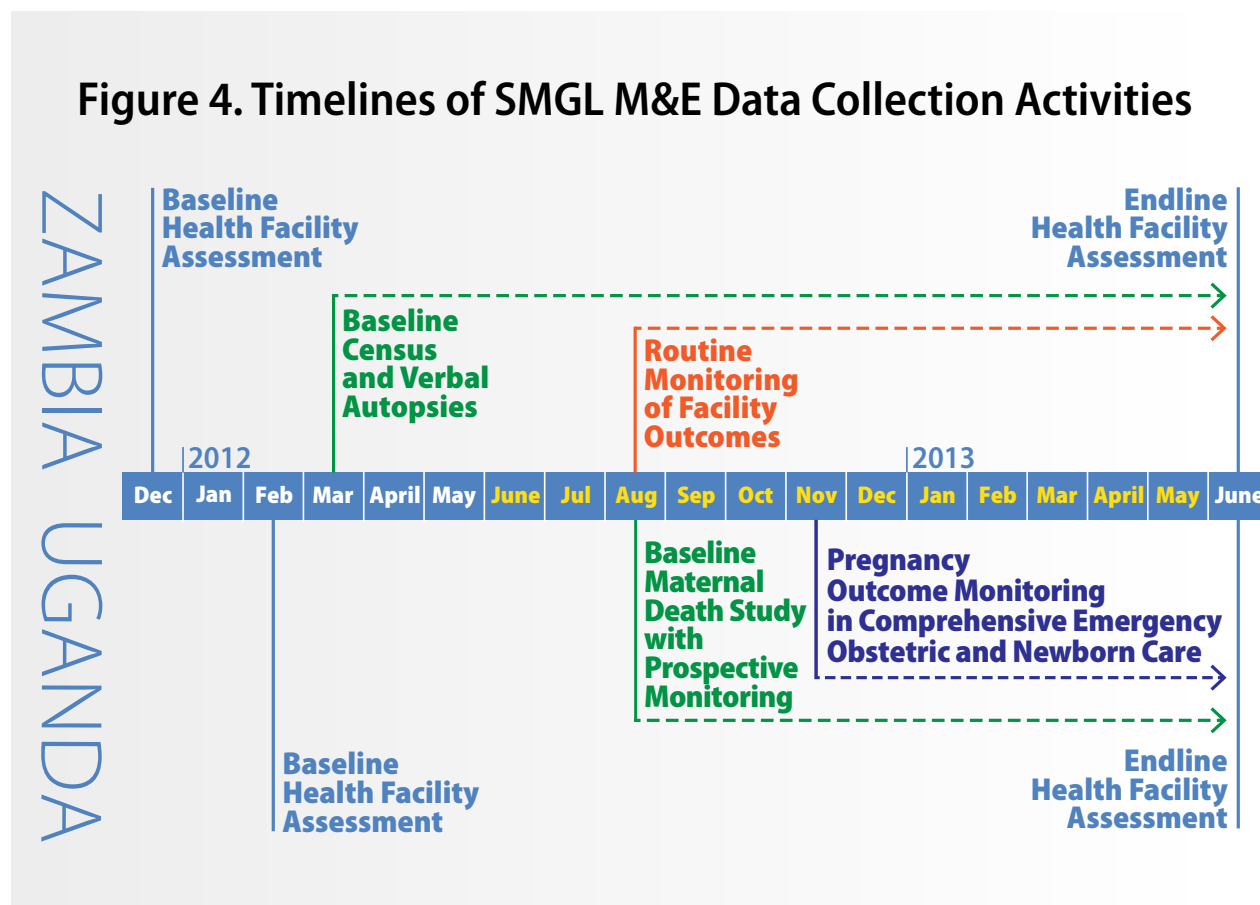 Figure 4. Timelines of SMGL M&E Data Collection Activities
ZAMBIA
Baseline
Health Facility
Assessment
Endline
Health Facility
Assessment
Baseline
Census
and Verbal
Autopsies
Routine
Monitoring
of Facility
Outcomes
2012
2013
Dec Jan Feb Mar April May June Jul Aug Sep Oct Nov Dec Jan Feb Mar April May June
UGANDA
Baseline
Maternal
Death Study
with
Prospective
Monitoring
Pregnancy
Outcome Monitoring
in Comprehensive Emergency
Obstetric and Newborn Care
Baseline
Health Facility
Assessment
Endline
Health Facility
Assessment